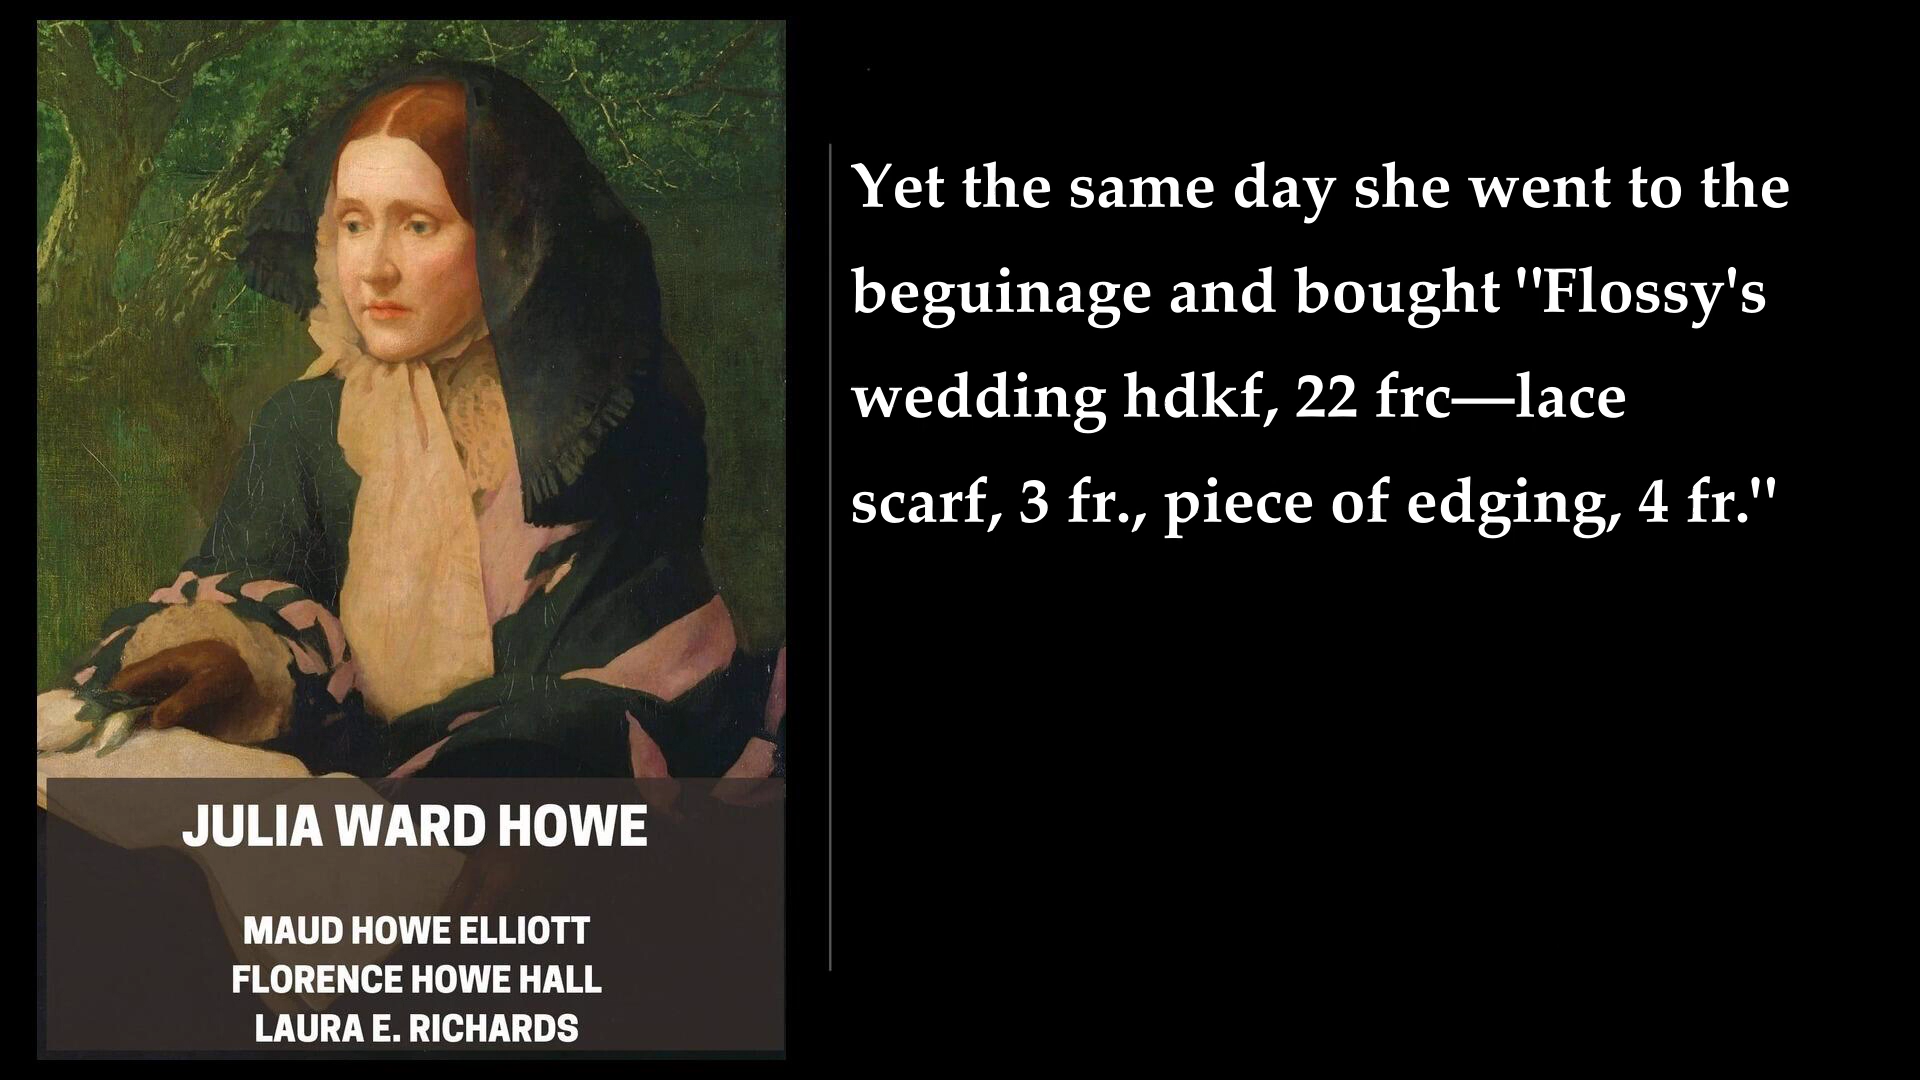 JULIA WARD HOWE
MAUD HOWE ELLIOTT
FLORENCE HOWE HALL
LAURA E. RICHARDS
Yet the same day she went to the
beguinage and bought "Flossy's
wedding hdkf, 22 frc—lace
scarf, 3 fr., piece of edging, 4 fr."